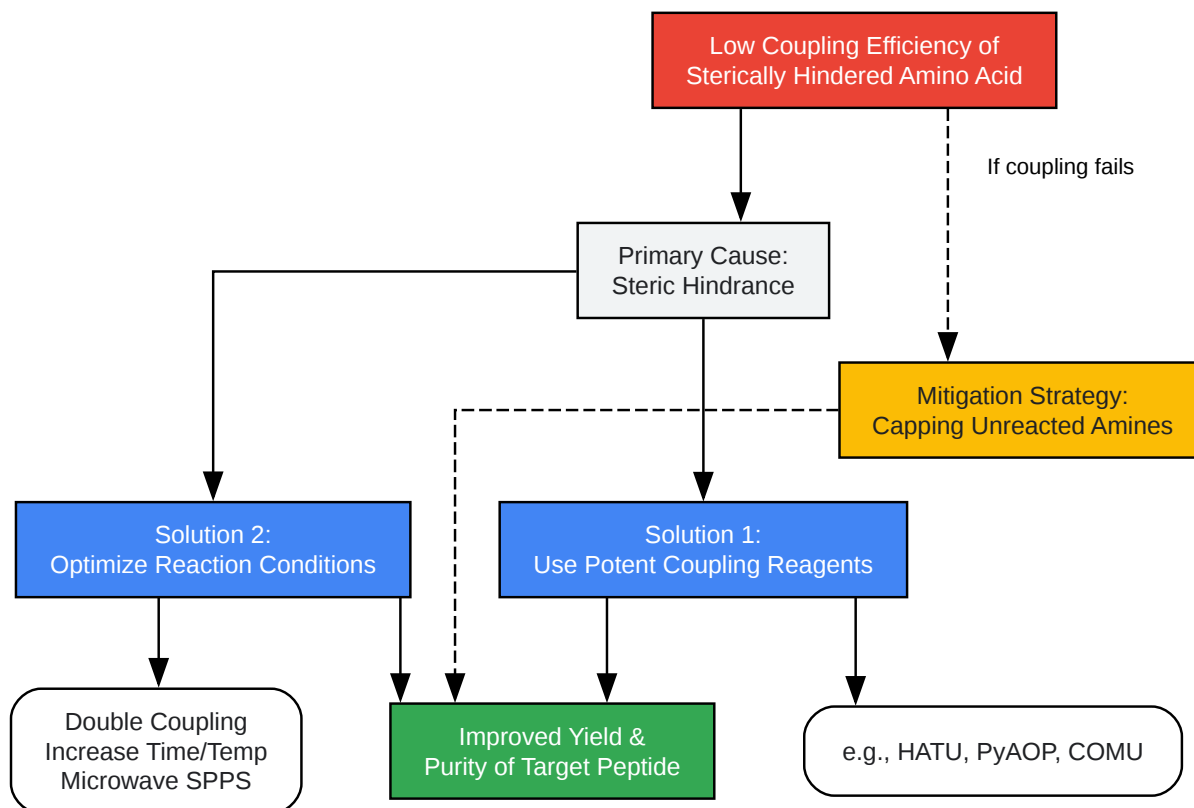 Low Coupling Efficiency of
Sterically Hindered Amino Acid
If coupling fails
Primary Cause:
Steric Hindrance
Mitigation Strategy:
Capping Unreacted Amines
Solution 2:
Optimize Reaction Conditions
Solution 1:
Use Potent Coupling Reagents
Double Coupling
Increase Time/Temp
Microwave SPPS
Improved Yield &
Purity of Target Peptide
e.g., HATU, PyAOP, COMU